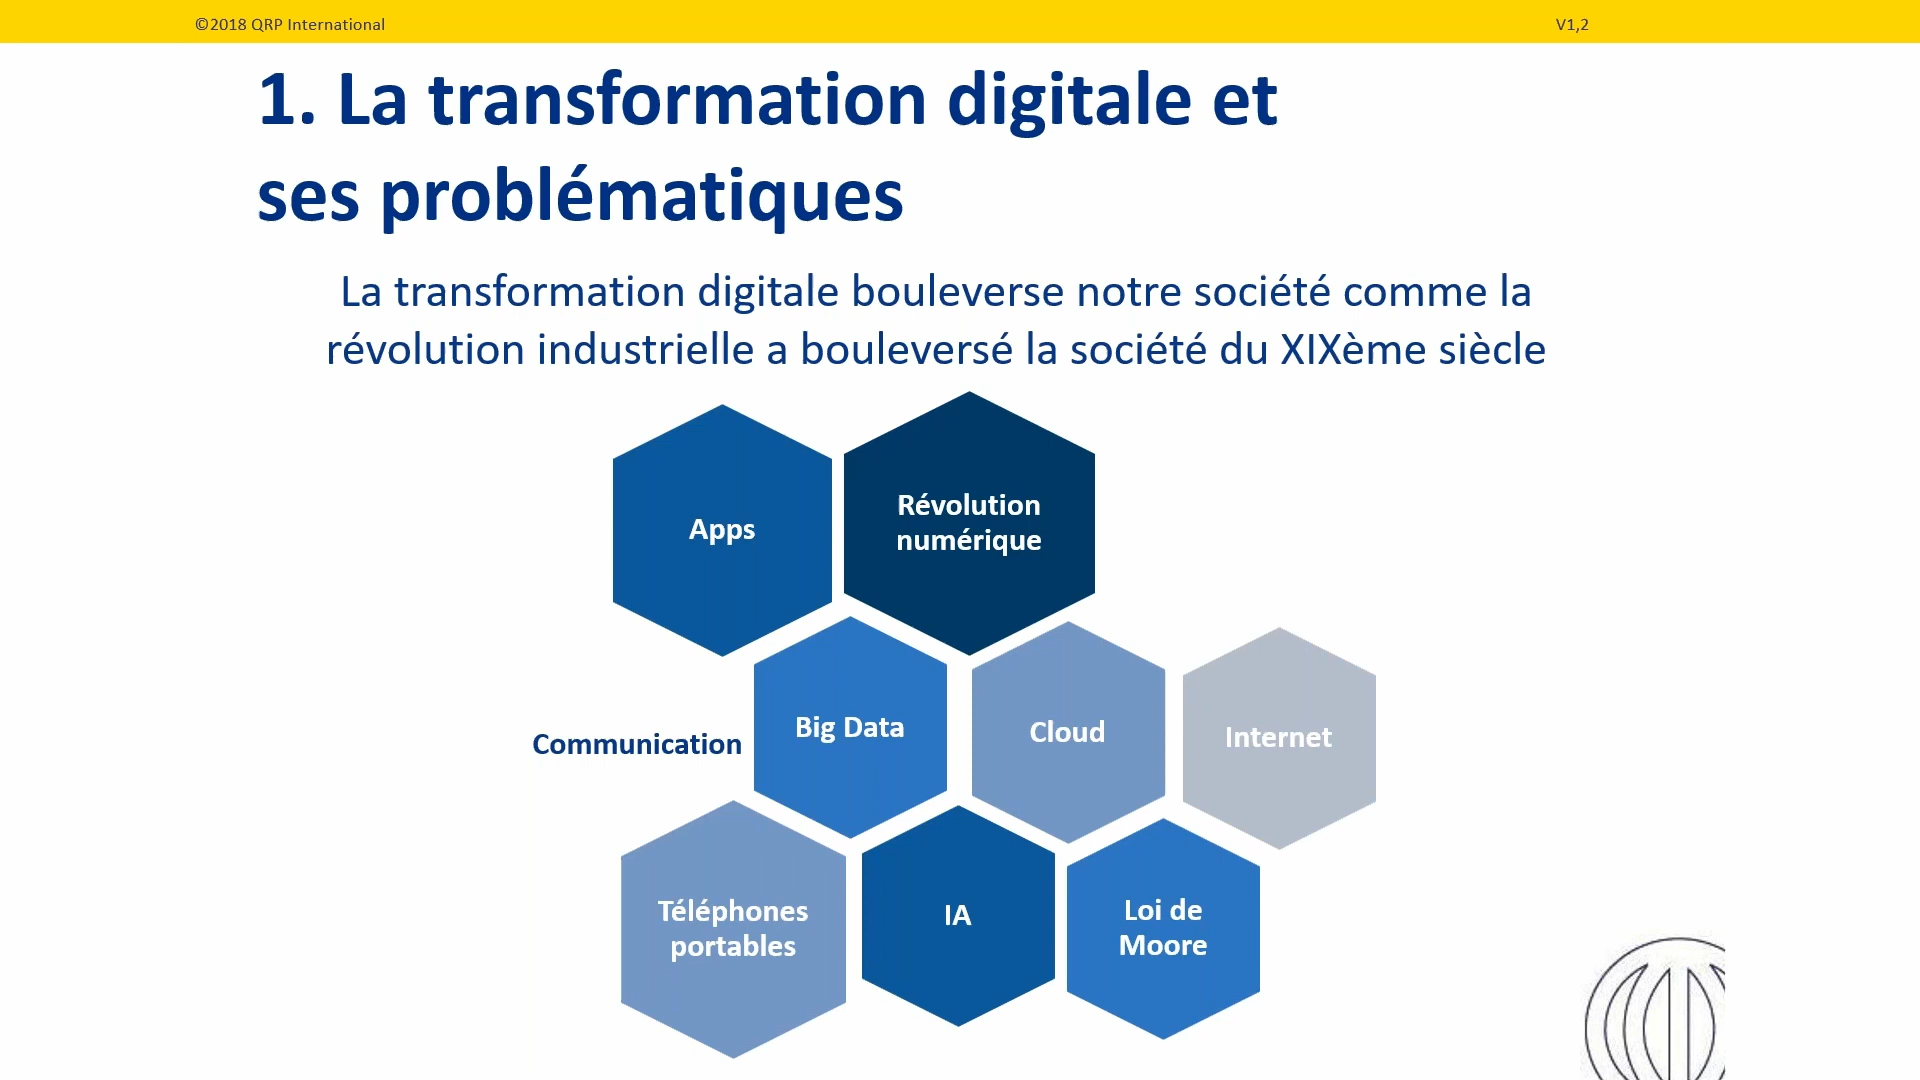 ©2018 QRP International
V1,2
1. La transformation digitale et
ses problématiques
La transformation digitale bouleverse notre société comme la
révolution industrielle a bouleversé la société du XIXème siècle
Apps
Révolution
numérique
Communication
Big Data
Cloud
Internet
Téléphones
portables
IA
Loi de
Moore